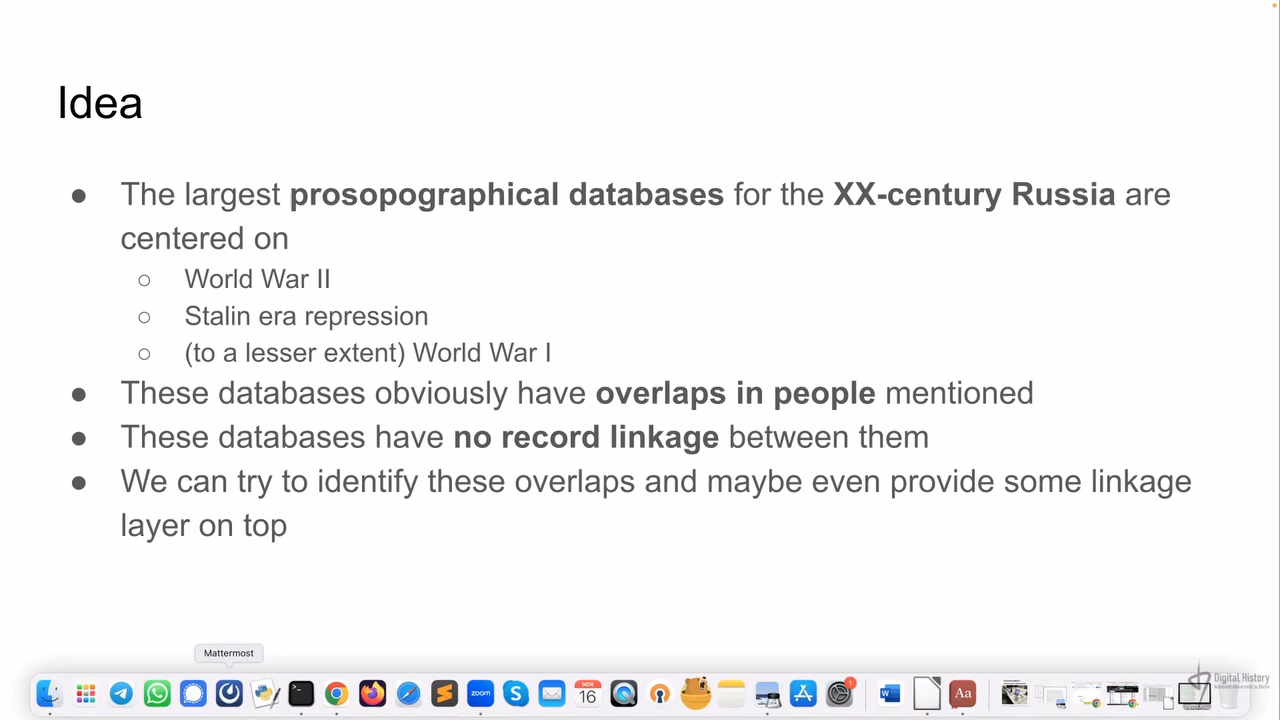 Idea
● The largest prosopographical databases for the XX-century Russia are
centered on
○ World War II
○ Stalin era repression
○ (to a lesser extent) World War I
● These databases obviously have overlaps in people mentioned
● These databases have no record linkage between them
● We can try to identify these overlaps and maybe even provide some linkage
layer on top
Mattermost
zoom
NOV
16
1
W
Aa
Digital History